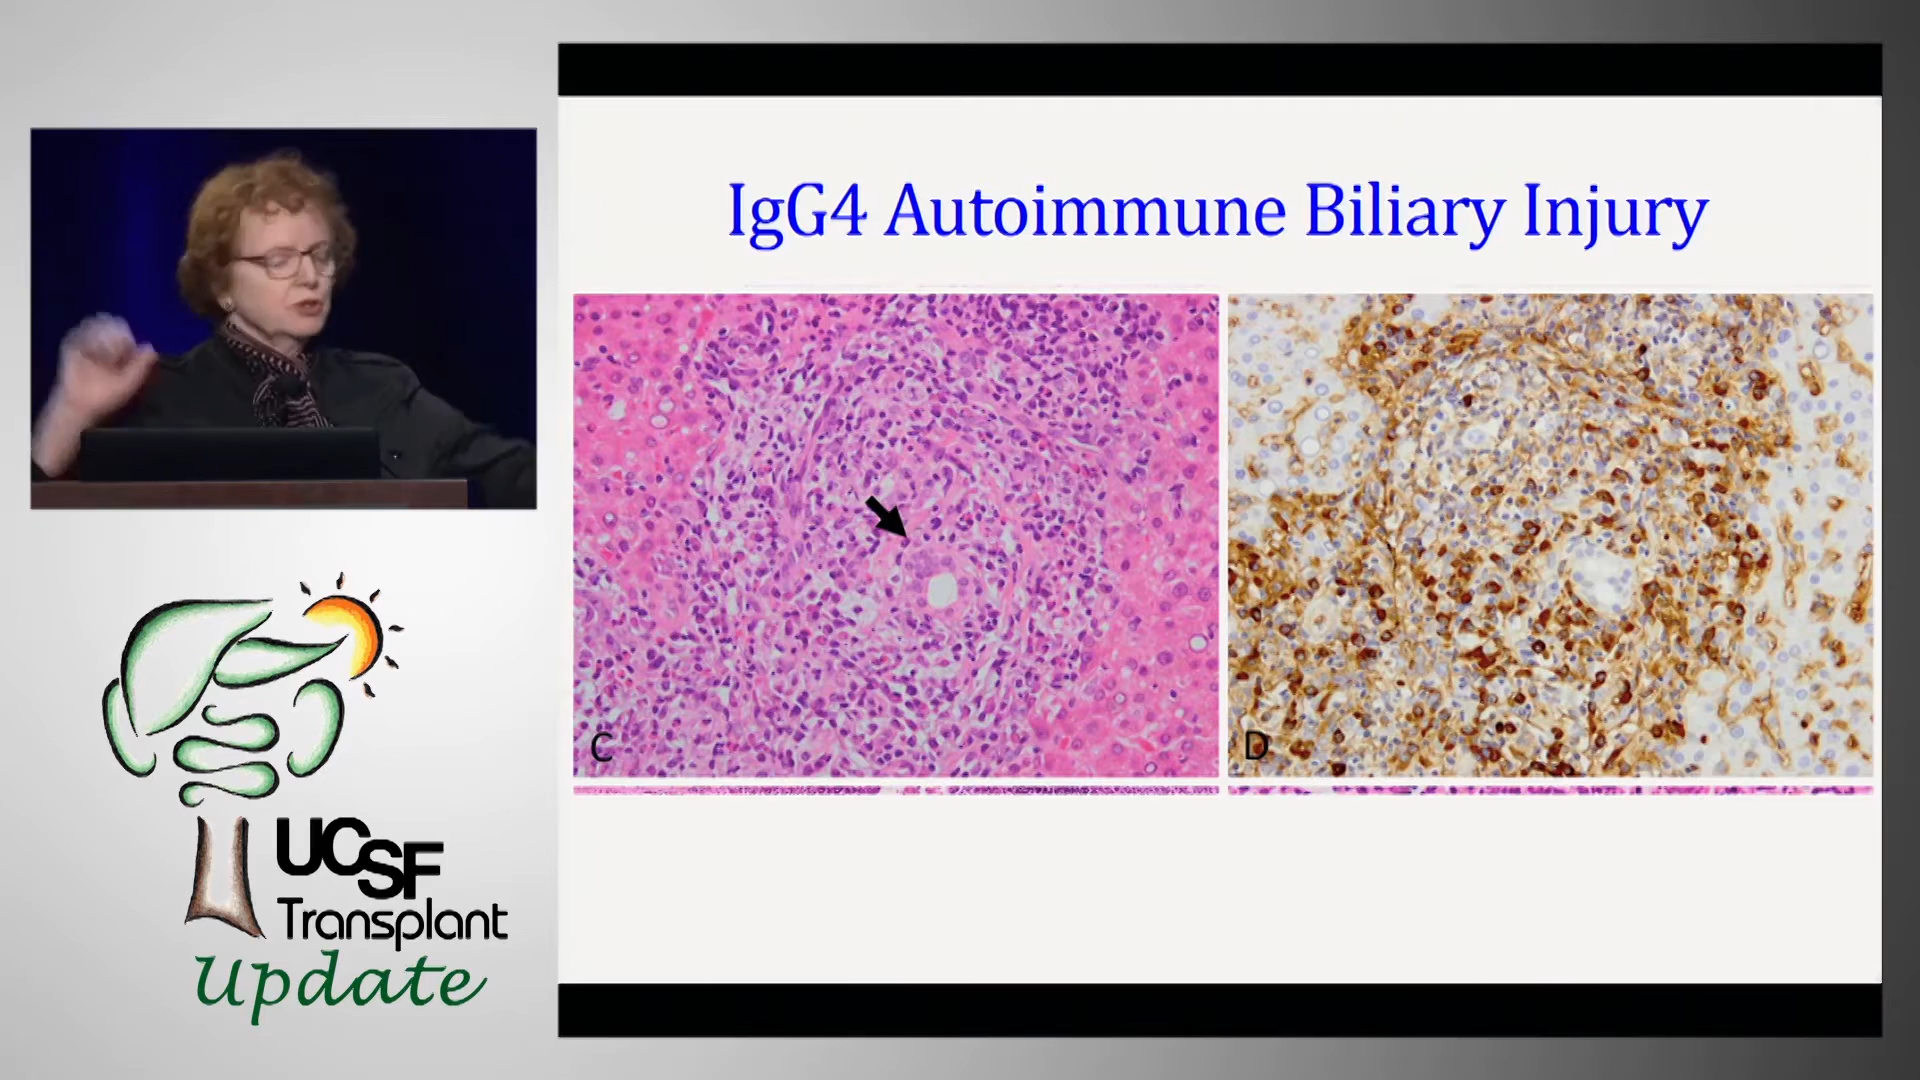 IgG4 Autoimmune Biliary Injury
C
D
UCSF
Transplant
Update